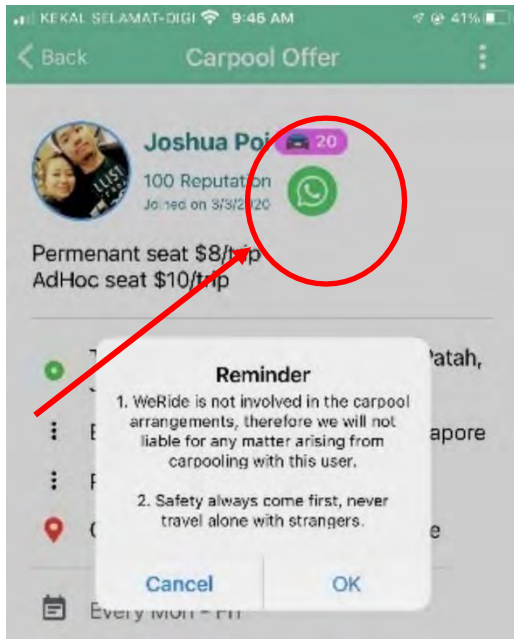 KEKAL SELAMAT-DIGI 9:46 AM 41%
Back Carpool Offer
Joshua Poi 20
100 Reputation
Joined on 3/3/2020
Permenant seat $8/trip
AdHoc seat $10/trip
Patah,
Reminder
1. WeRide is not involved in the carpool
arrangements, therefore we will not
liable for any matter arising from
carpooling with this user.
apore
2. Safety always come first, never
travel alone with strangers.
e
Cancel OK
Every Mon - Fri